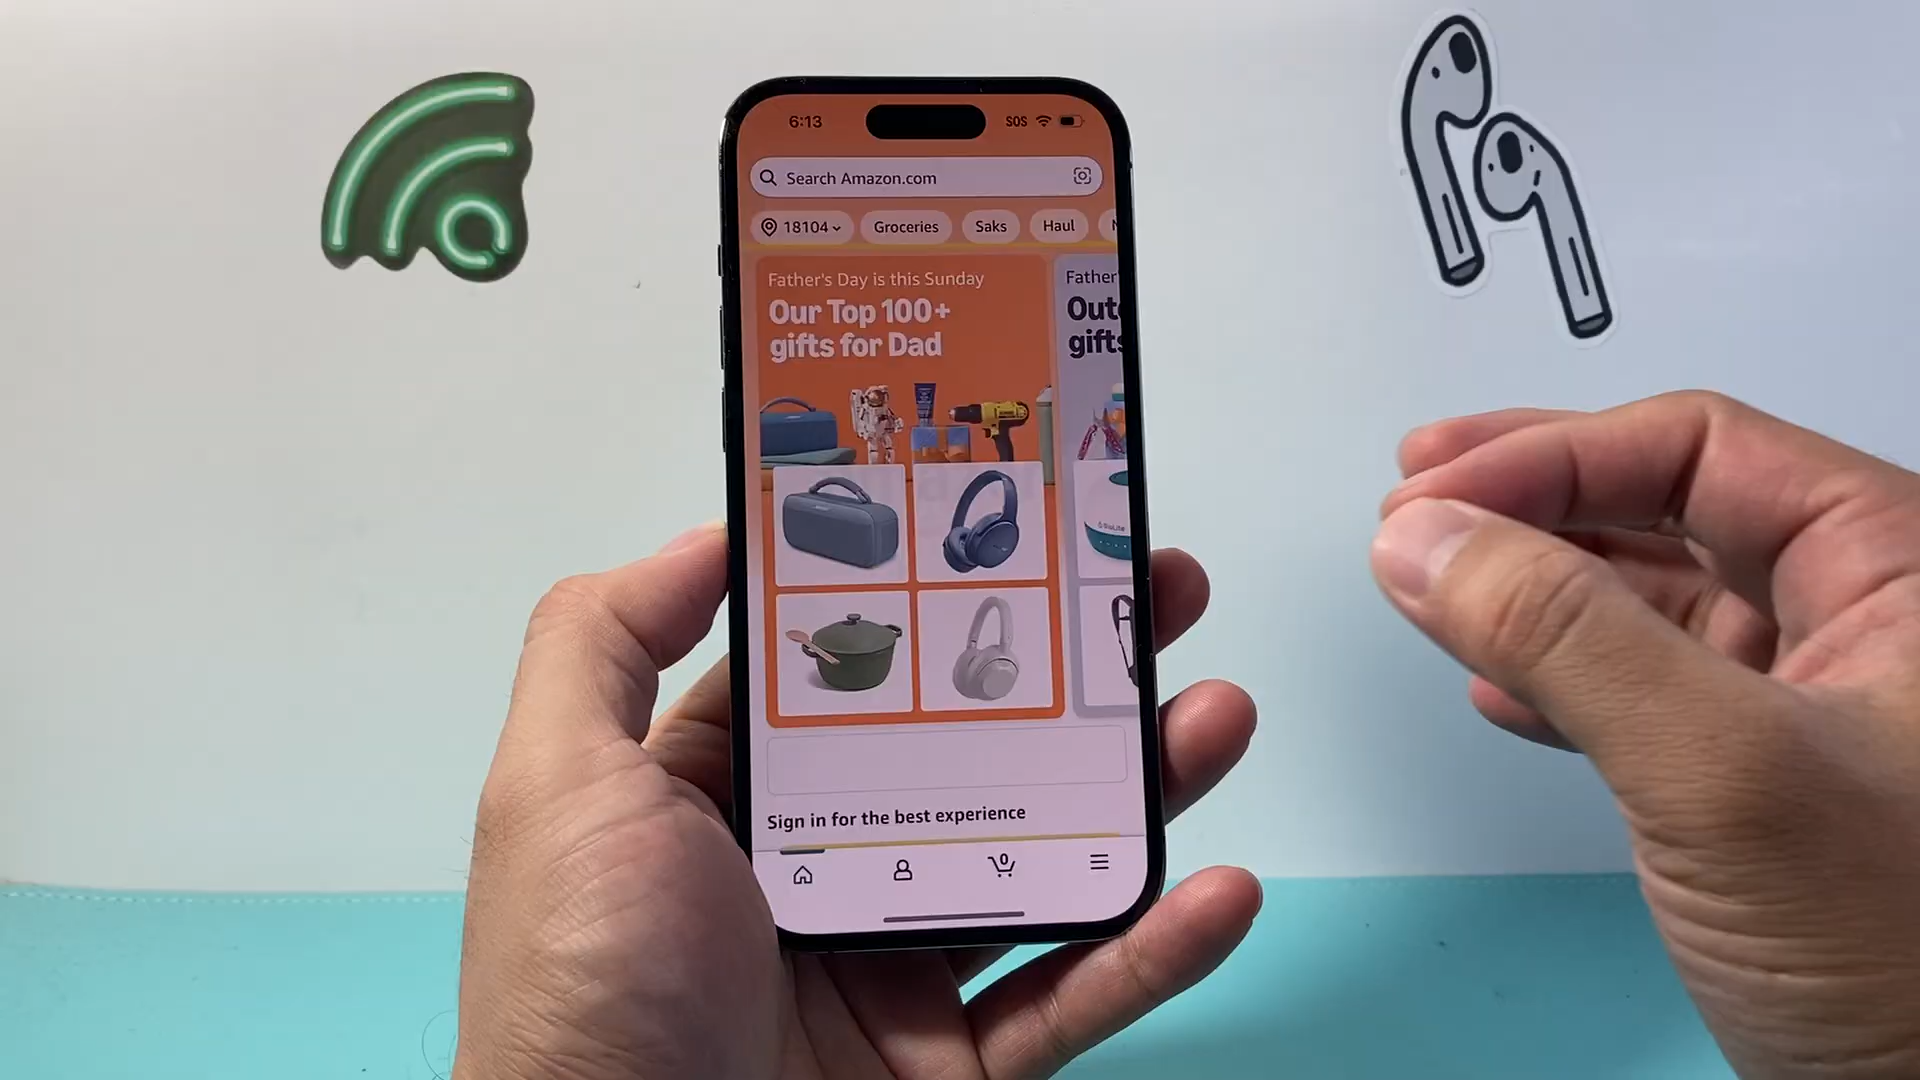 6:13
SOS
Search Amazon.com
18104
Groceries
Saks
Haul
Father's Day is this Sunday
Our Top 100+
gifts for Dad
Father'
gifts
BioLite
Sign in for the best experience
0